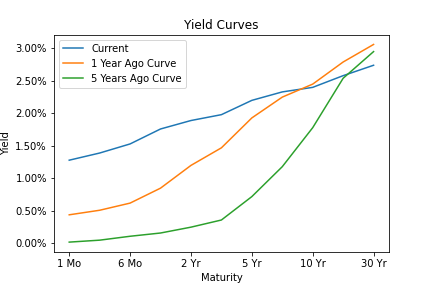 Yield Curves
Current
1 Year Ago Curve
5 Years Ago Curve
3.00%
2.50%
2.00%
1.50%
1.00%
0.50%
0.00%
Yield
1 Mo 6 Mo 2 Yr 5 Yr 10 Yr 30 Yr
Maturity